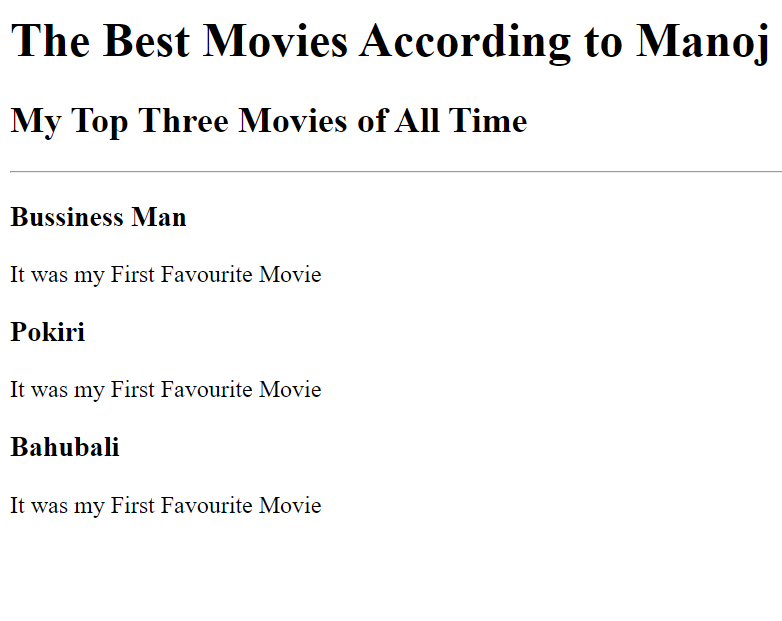 The Best Movies According to Manoj
My Top Three Movies of All Time
Bussiness Man
It was my First Favourite Movie
Pokiri
It was my First Favourite Movie
Bahubali
It was my First Favourite Movie